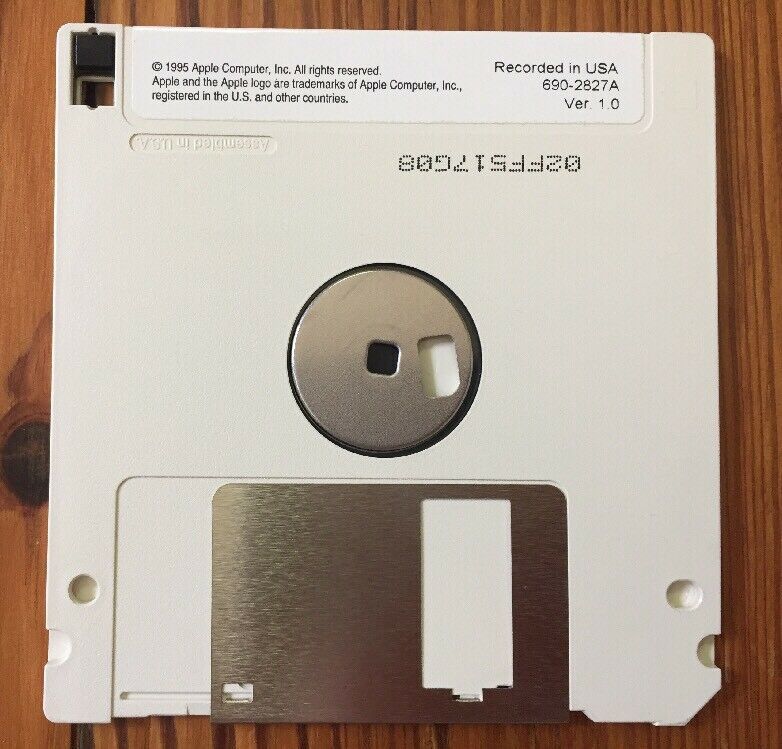 © 1995 Apple Computer, Inc. All rights reserved.
Apple and the Apple logo are trademarks of Apple Computer, Inc.,
registered in the U.S. and other countries.
Recorded in USA
690-2827A
Ver. 1.0
Assembled in U.S.A.
02FF517G08